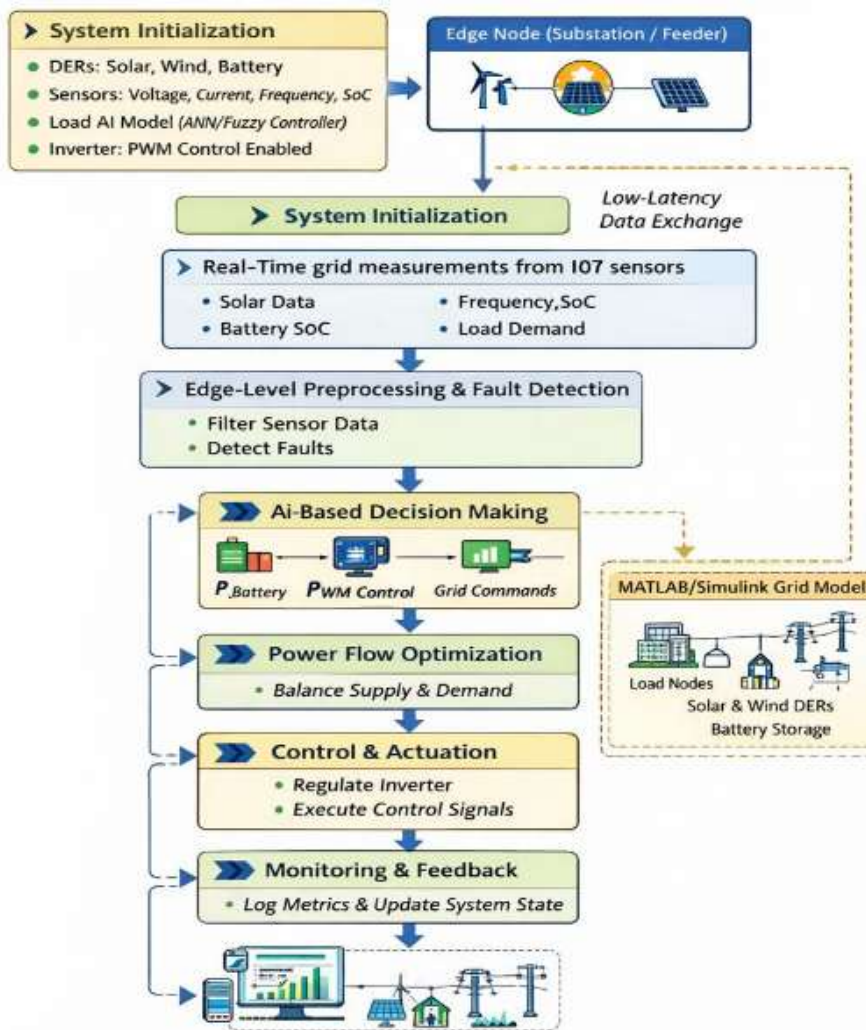 System Initialization
DERs: Solar, Wind, Battery
Sensors: Voltage, Current, Frequency, SoC
Load AI Model (ANN/Fuzzy Controller)
Inverter: PWM Control Enabled
Edge Node (Substation / Feeder)
System Initialization
Low-Latency
Data Exchange
Real-Time grid measurements from I07 sensors
Solar Data
Battery SoC
Frequency,SoC
Load Demand
Edge-Level Preprocessing & Fault Detection
Filter Sensor Data
Detect Faults
Ai-Based Decision Making
P,Battery
PWM Control
Grid Commands
MATLAB/Simulink Grid Model
Load Nodes
Solar & Wind DERs
Battery Storage
Power Flow Optimization
Balance Supply & Demand
Control & Actuation
Regulate Inverter
Execute Control Signals
Monitoring & Feedback
Log Metrics & Update System State